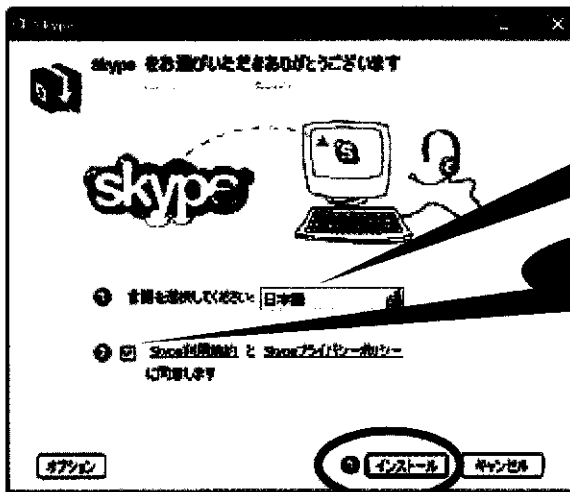 Skype
Skype をお選びいただきありがとうございます
skype
言語を選択してください: 日本語
Skype利用規約 と Skypeプライバシーポリシー
に同意します
オプション
インストール
キャンセル